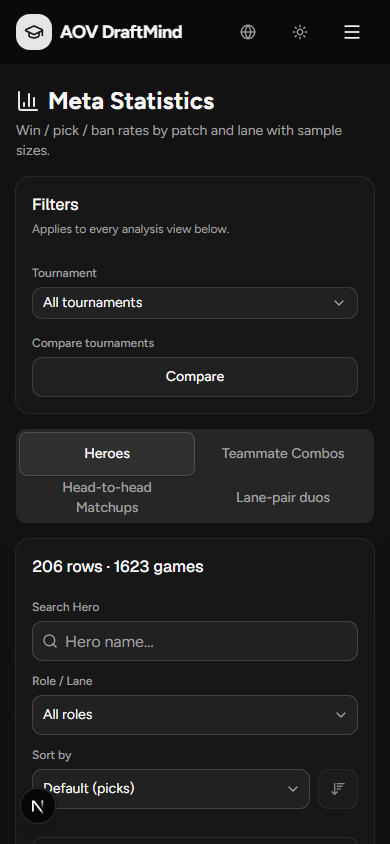 AOV DraftMind
Meta Statistics
Win / pick / ban rates by patch and lane with sample
sizes.
Filters
Applies to every analysis view below.
Tournament
All tournaments
Compare tournaments
Compare
Heroes
Teammate Combos
Head-to-head
Matchups
Lane-pair duos
206 rows · 1623 games
Search Hero
Hero name...
Role / Lane
All roles
Sort by
Default (picks)
N